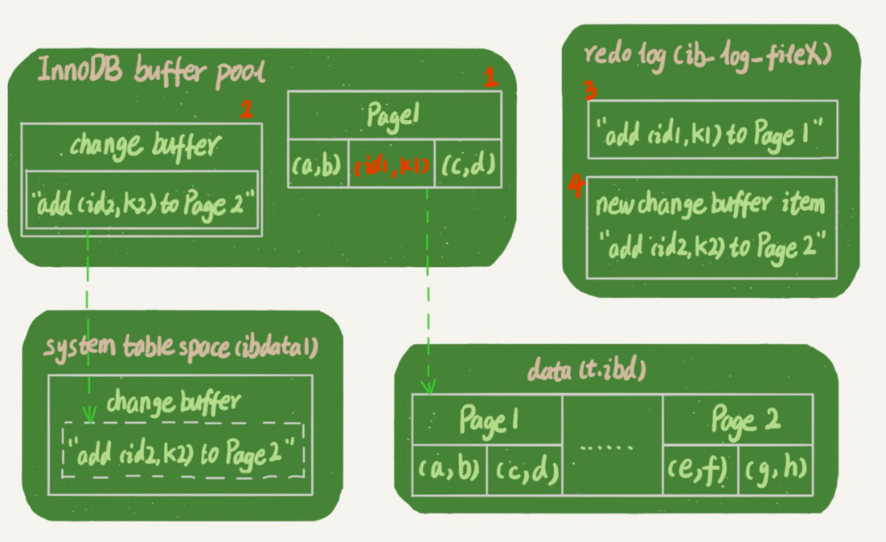 InnoDB buffer pool
2
change buffer
"add (id2,k2) to Page 2"
1
Page1
(a,b) (id1,k1) (c,d)
redo log (ib-log-fileX)
3
"add (id1,k1) to Page 1"
4
new change buffer item
"add (id2,k2) to Page 2"
system table space (ibdata1)
change buffer
"add (id2,k2) to Page 2"
data (t.ibd)
Page1 ...... Page 2
(a,b) (c,d) (e,f) (g,h)